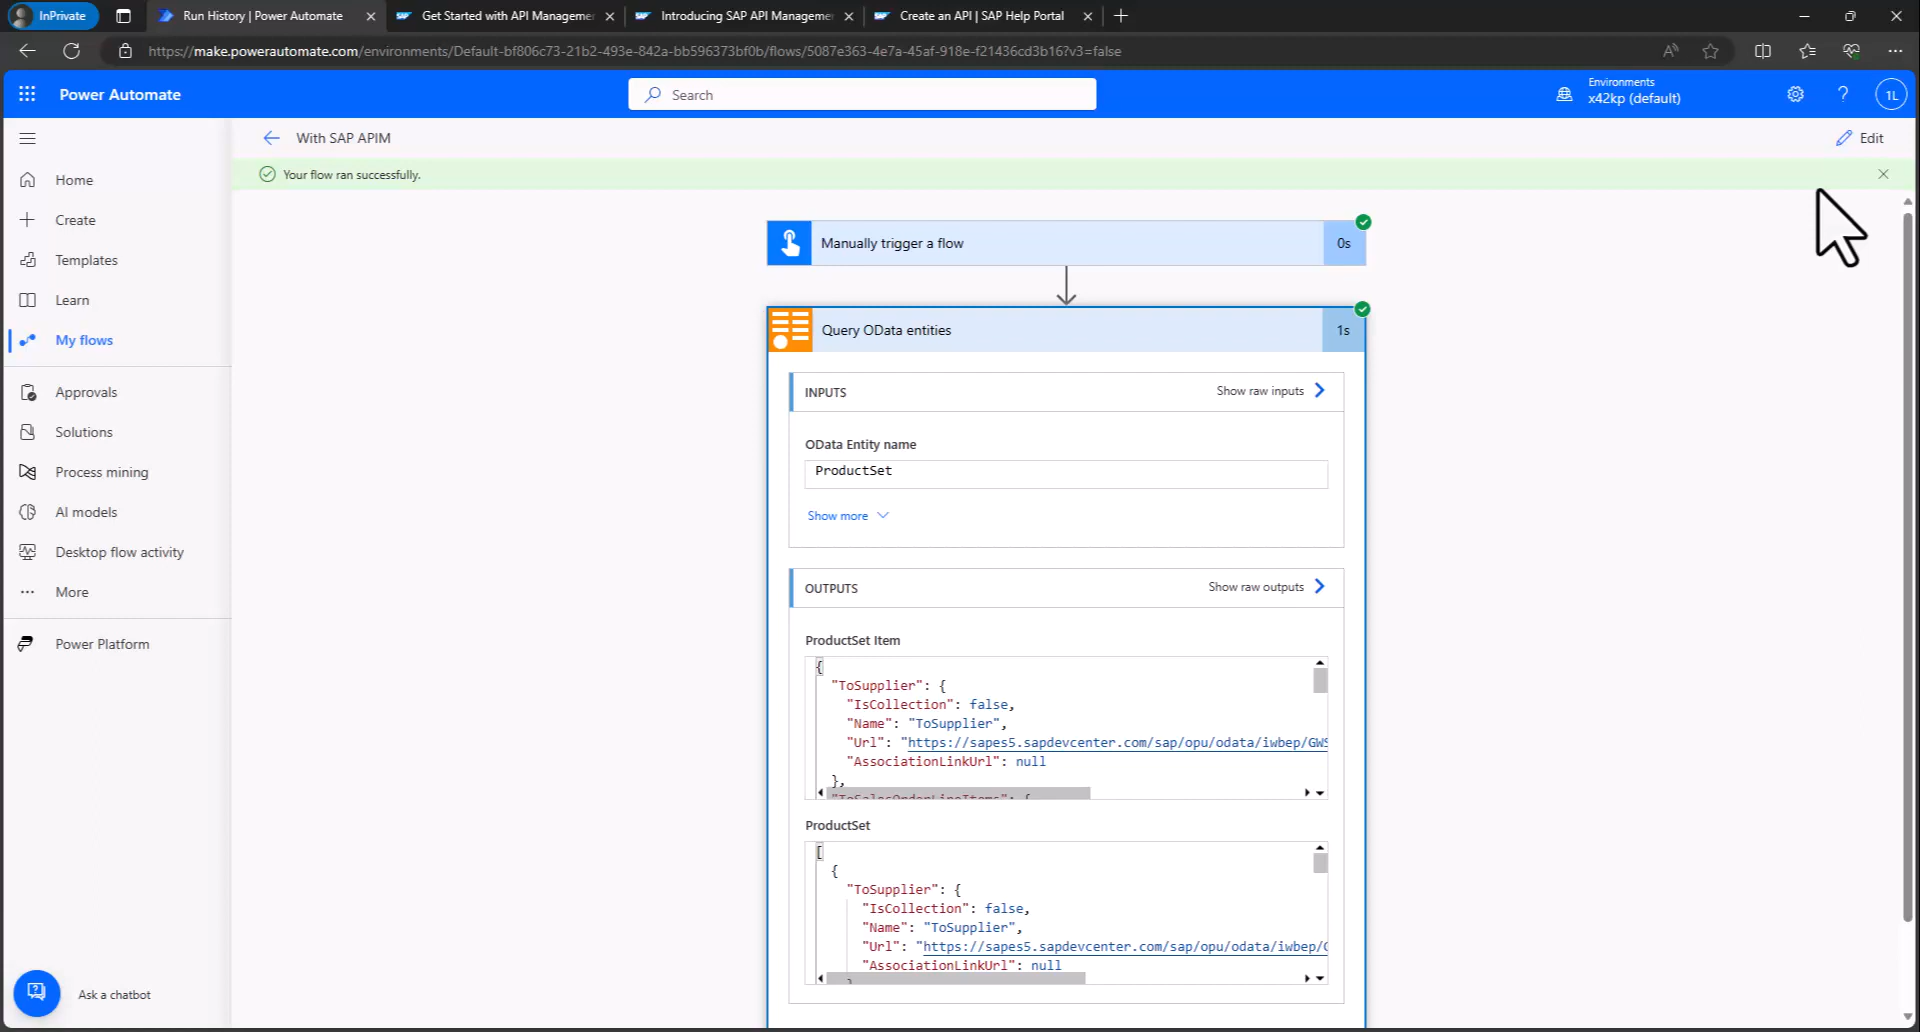 InPrivate
Run History | Power Automate
Get Started with API Manageme
Introducing SAP API Manageme
Create an API | SAP Help Portal
https://make.powerautomate.com/environments/Default-bf806c73-21b2-493e-842a-bb596373bf0b/flows/5087e363-4e7a-45af-918e-f21436cd3b16?v3=false
Power Automate
Search
Environments
x42kp (default)
1L
With SAP APIM
Edit
Your flow ran successfully.
Home
Create
Templates
Learn
My flows
Approvals
Solutions
Process mining
AI models
Desktop flow activity
More
Power Platform
Ask a chatbot
Manually trigger a flow
0s
Query OData entities
1s
INPUTS
Show raw inputs
OData Entity name
ProductSet
Show more
OUTPUTS
Show raw outputs
ProductSet Item
{
"ToSupplier": {
"IsCollection": false,
"Name": "ToSupplier",
"Url": "https://sapes5.sapdevcenter.com/sap/opu/odata/iwbep/GWS
"AssociationLinkUrl": null
},
"ToSalesOrderLineItems": {
ProductSet
[
{
"ToSupplier": {
"IsCollection": false,
"Name": "ToSupplier",
"Url": "https://sapes5.sapdevcenter.com/sap/opu/odata/iwbep/G
"AssociationLinkUrl": null
}